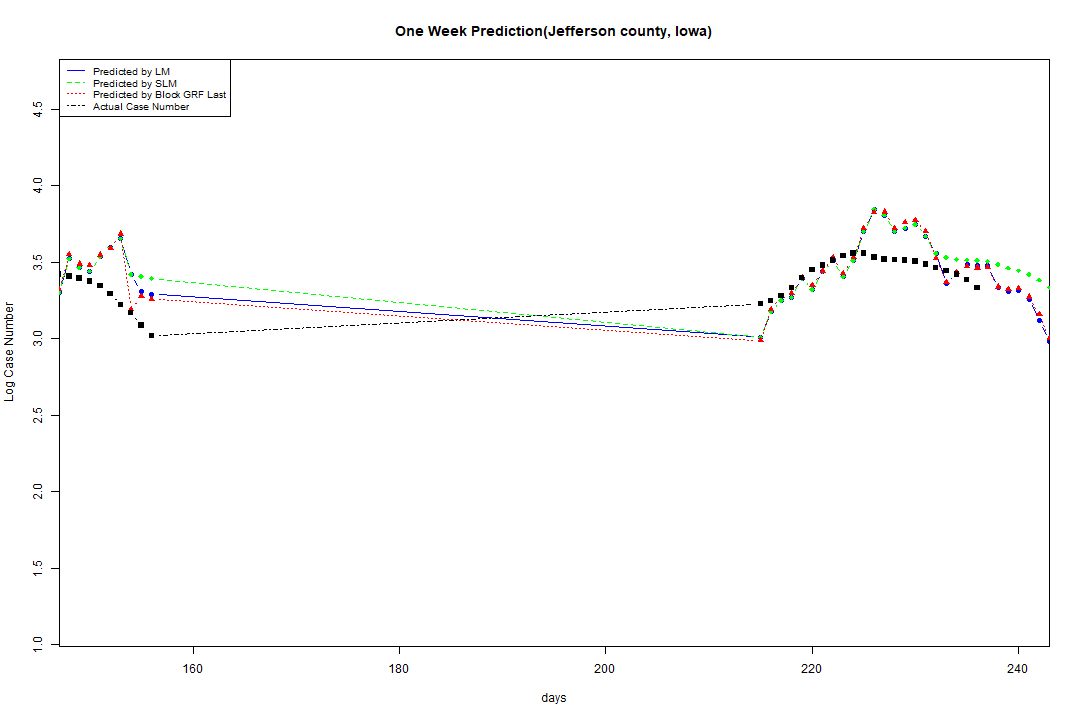 One Week Prediction(Jefferson county, Iowa)
Predicted by LM
Predicted by SLM
Predicted by Block GRF Last
Actual Case Number
4.5
4.0
3.5
3.0
2.5
2.0
1.5
1.0
Log Case Number
160 180 200 220 240
days